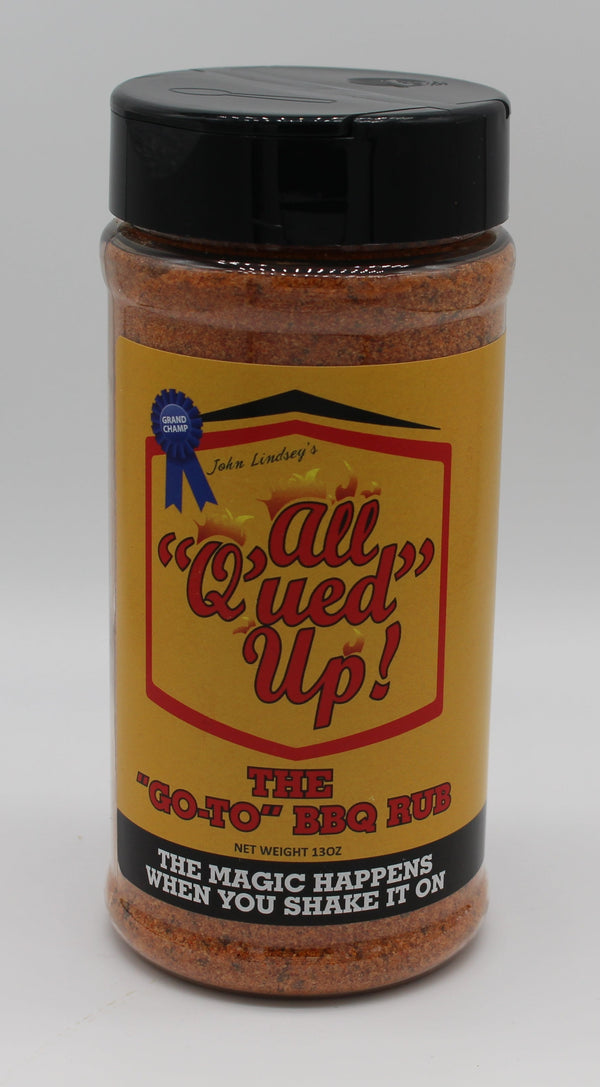 GRAND
CHAMP
John Lindsey's
All
"Q'ued"
Up!
THE
"GO-TO" BBQ RUB
NET WEIGHT 13OZ
THE MAGIC HAPPENS
WHEN YOU SHAKE IT ON